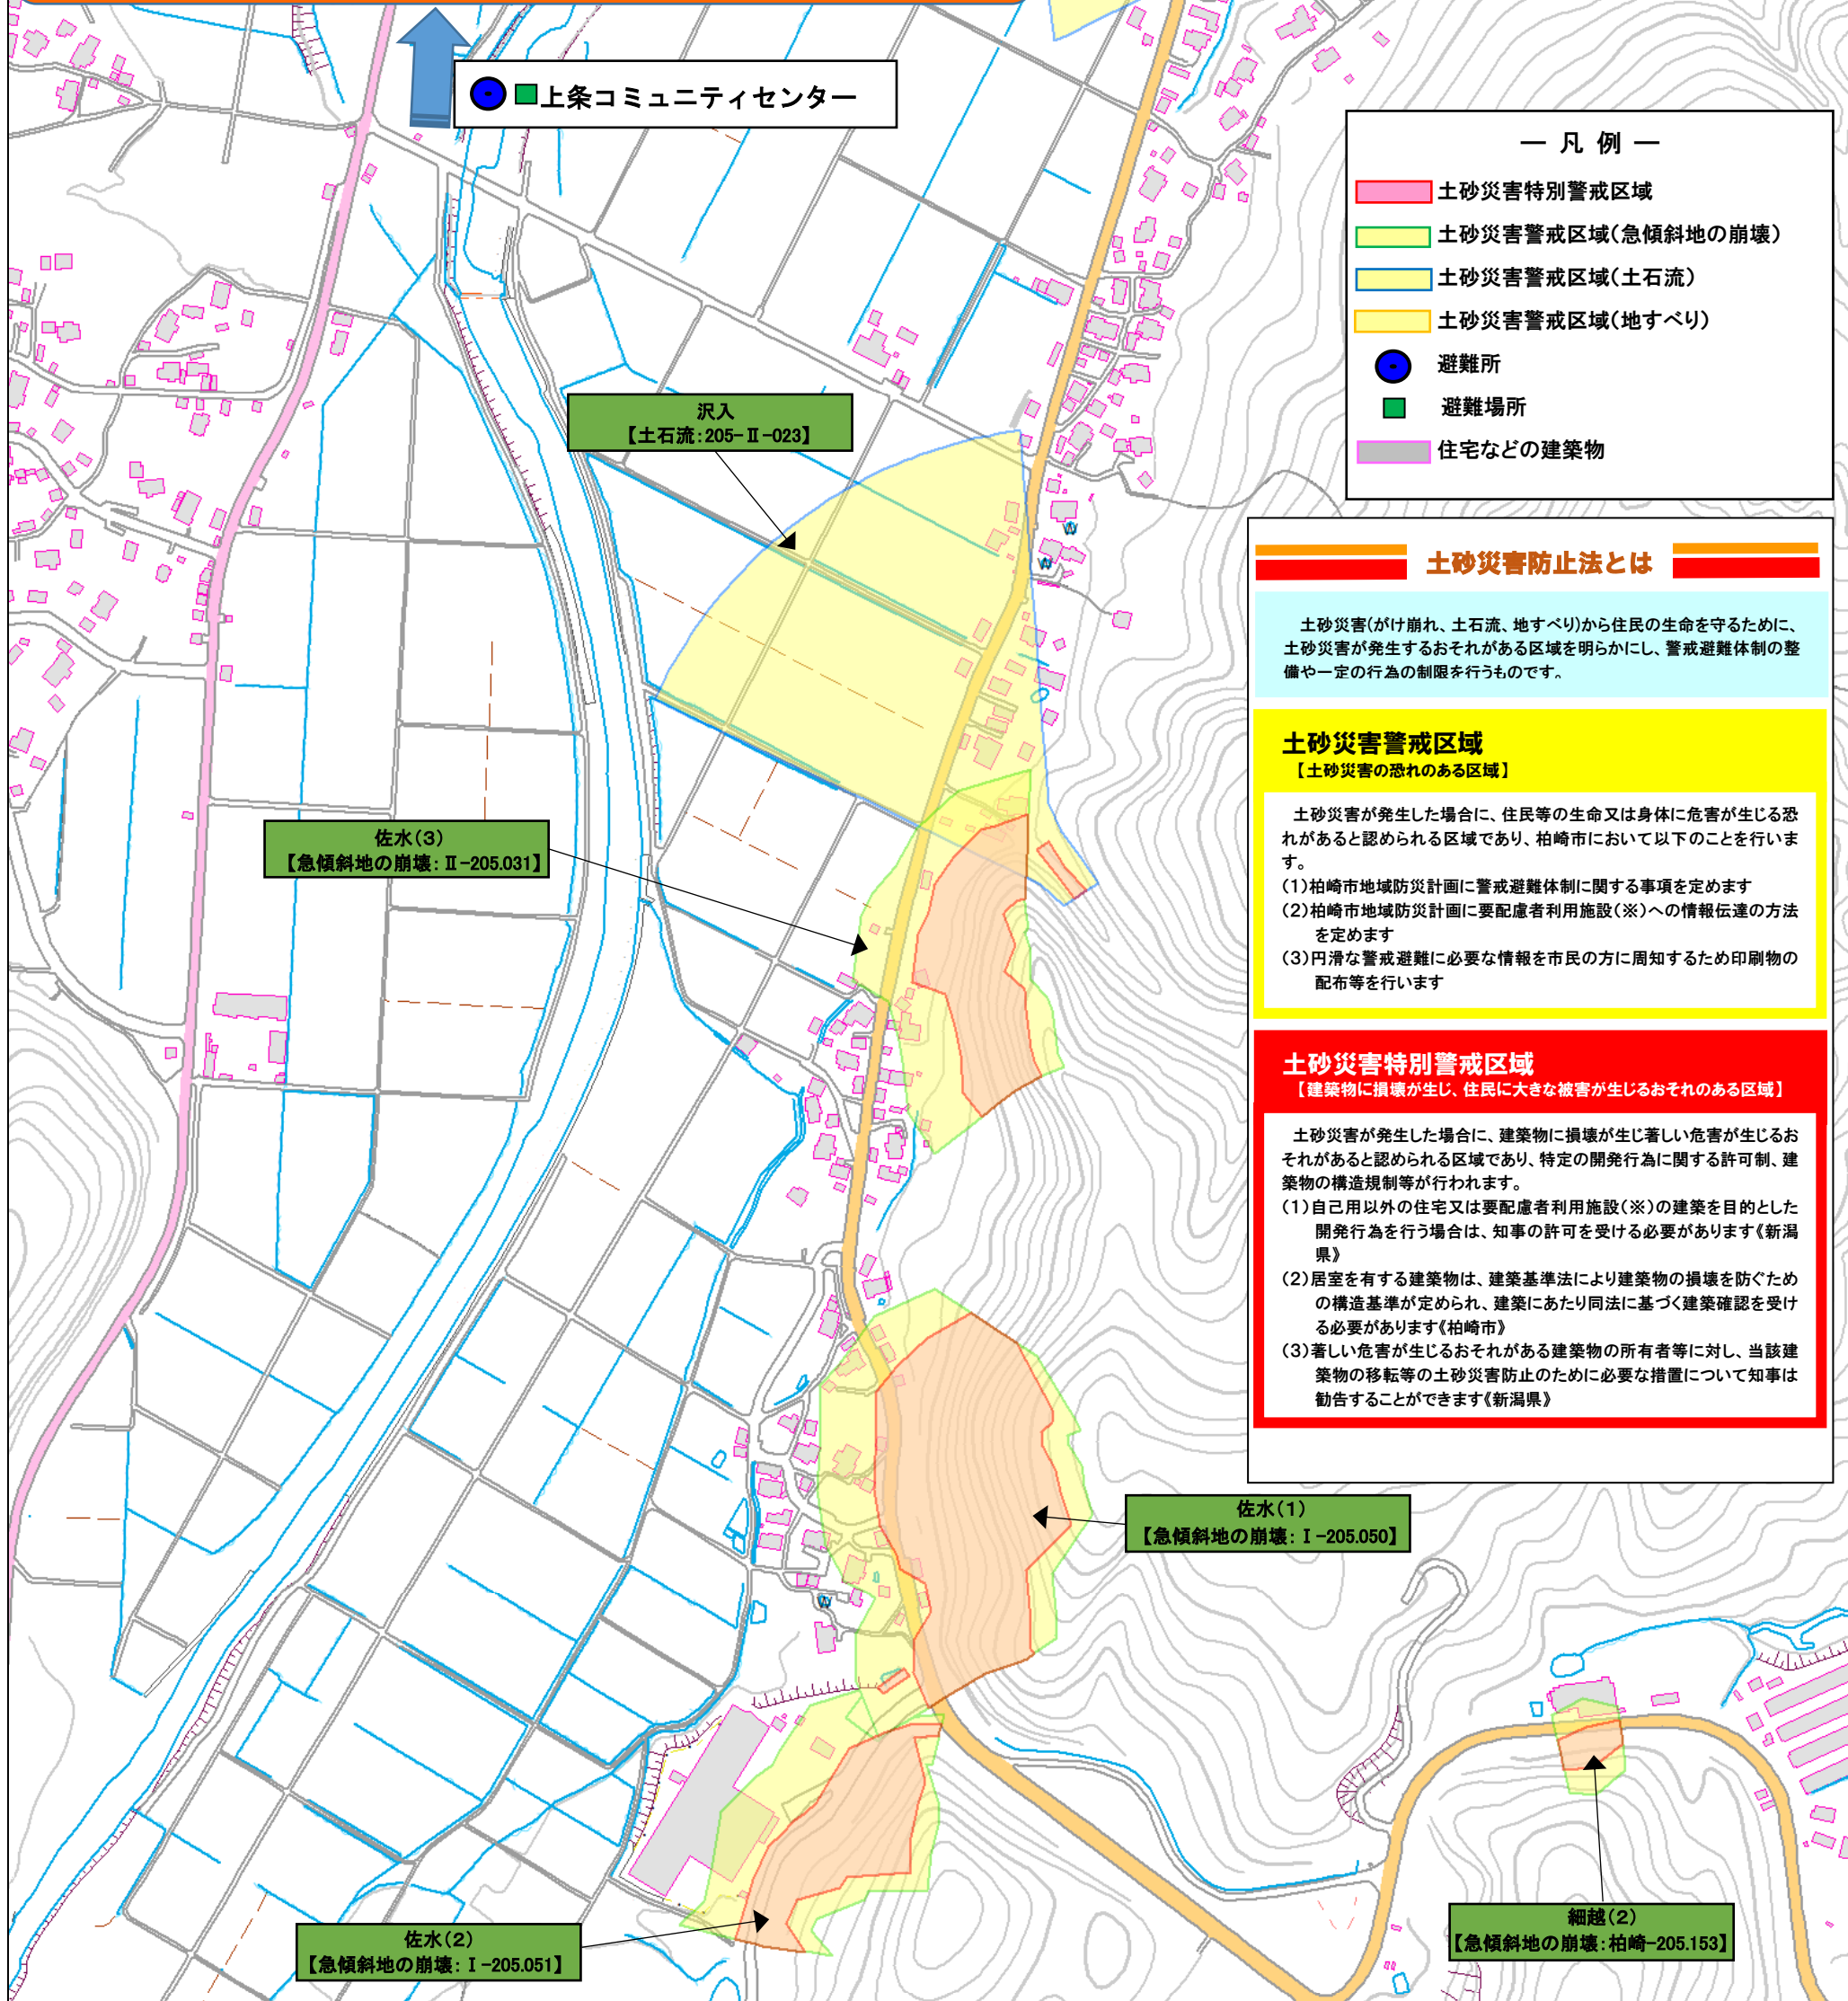 上条コミュニティセンター
― 凡 例 ―
土砂災害特別警戒区域
土砂災害警戒区域(急傾斜地の崩壊)
土砂災害警戒区域(土石流)
土砂災害警戒区域(地すべり)
避難所
避難場所
住宅などの建築物
沢入
【土石流:205-Ⅱ-023】
土砂災害防止法とは
土砂災害(がけ崩れ、土石流、地すべり)から住民の生命を守るために、
土砂災害が発生するおそれがある区域を明らかにし、警戒避難体制の整
備や一定の行為の制限を行うものです。
土砂災害警戒区域
【土砂災害の恐れのある区域】
土砂災害が発生した場合に、住民等の生命又は身体に危害が生じる恐
れがあると認められる区域であり、柏崎市において以下のことを行いま
す。
(1)柏崎市地域防災計画に警戒避難体制に関する事項を定めます
(2)柏崎市地域防災計画に要配慮者利用施設(※)への情報伝達の方法
を定めます
(3)円滑な警戒避難に必要な情報を市民の方に周知するため印刷物の
配布等を行います
佐水(3)
【急傾斜地の崩壊:Ⅱ-205.031】
土砂災害特別警戒区域
【建築物に損壊が生じ、住民に大きな被害が生じるおそれのある区域】
土砂災害が発生した場合に、建築物に損壊が生じ著しい危害が生じるお
それがあると認められる区域であり、特定の開発行為に関する許可制、建
築物の構造規制等が行われます。
(1)自己用以外の住宅又は要配慮者利用施設(※)の建築を目的とした
開発行為を行う場合は、知事の許可を受ける必要があります《新潟
県》
(2)居室を有する建築物は、建築基準法により建築物の損壊を防ぐため
の構造基準が定められ、建築にあたり同法に基づく建築確認を受け
る必要があります《柏崎市》
(3)著しい危害が生じるおそれがある建築物の所有者等に対し、当該建
築物の移転等の土砂災害防止のために必要な措置について知事は
勧告することができます《新潟県》
佐水(1)
【急傾斜地の崩壊:Ⅰ-205.050】
佐水(2)
【急傾斜地の崩壊:Ⅰ-205.051】
細越(2)
【急傾斜地の崩壊:柏崎-205.153】